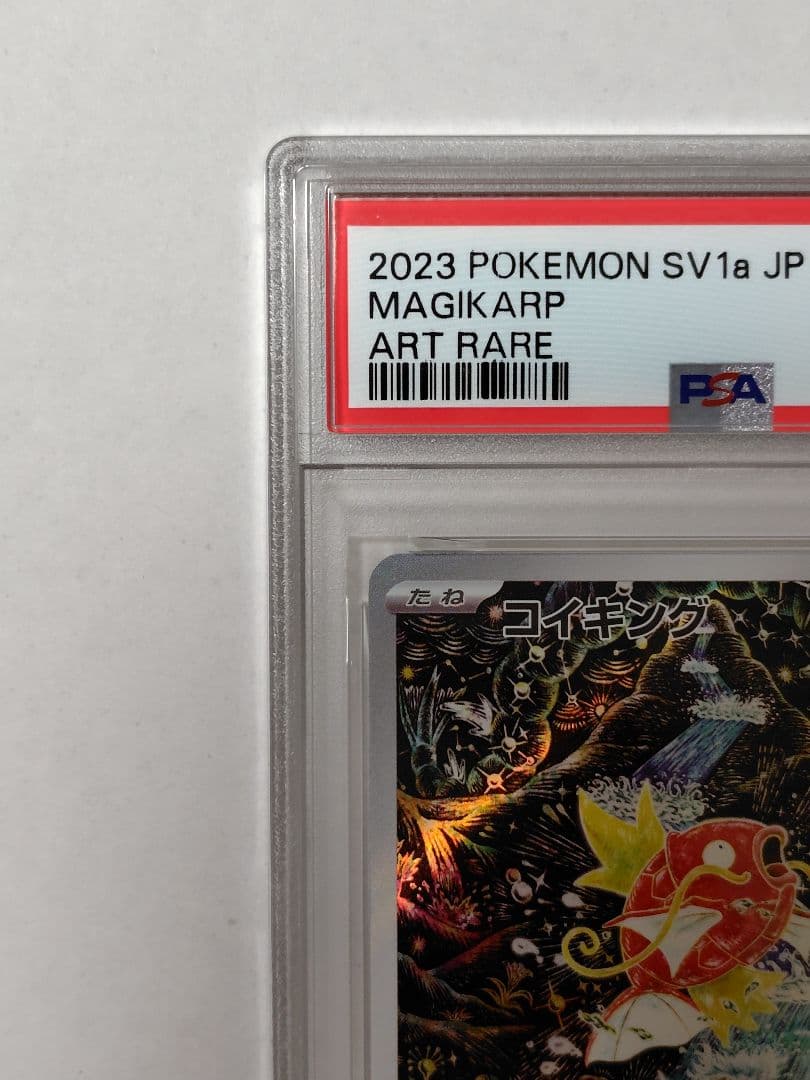 2023 POKEMON SV1a JP
MAGIKARP
ART RARE
PSA
たね
コイキング